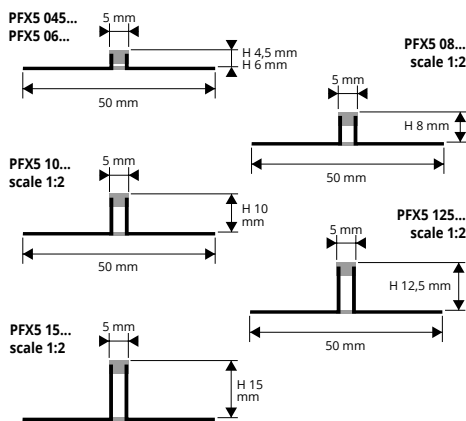 PFX5 045...
PFX5 06...
5 mm
H 4,5 mm
H 6 mm
50 mm
PFX5 08...
scale 1:2
5 mm
H 8 mm
50 mm
PFX5 10...
scale 1:2
5 mm
H 10
mm
50 mm
PFX5 125...
scale 1:2
5 mm
H 12,5 mm
50 mm
PFX5 15...
scale 1:2
5 mm
H 15
mm